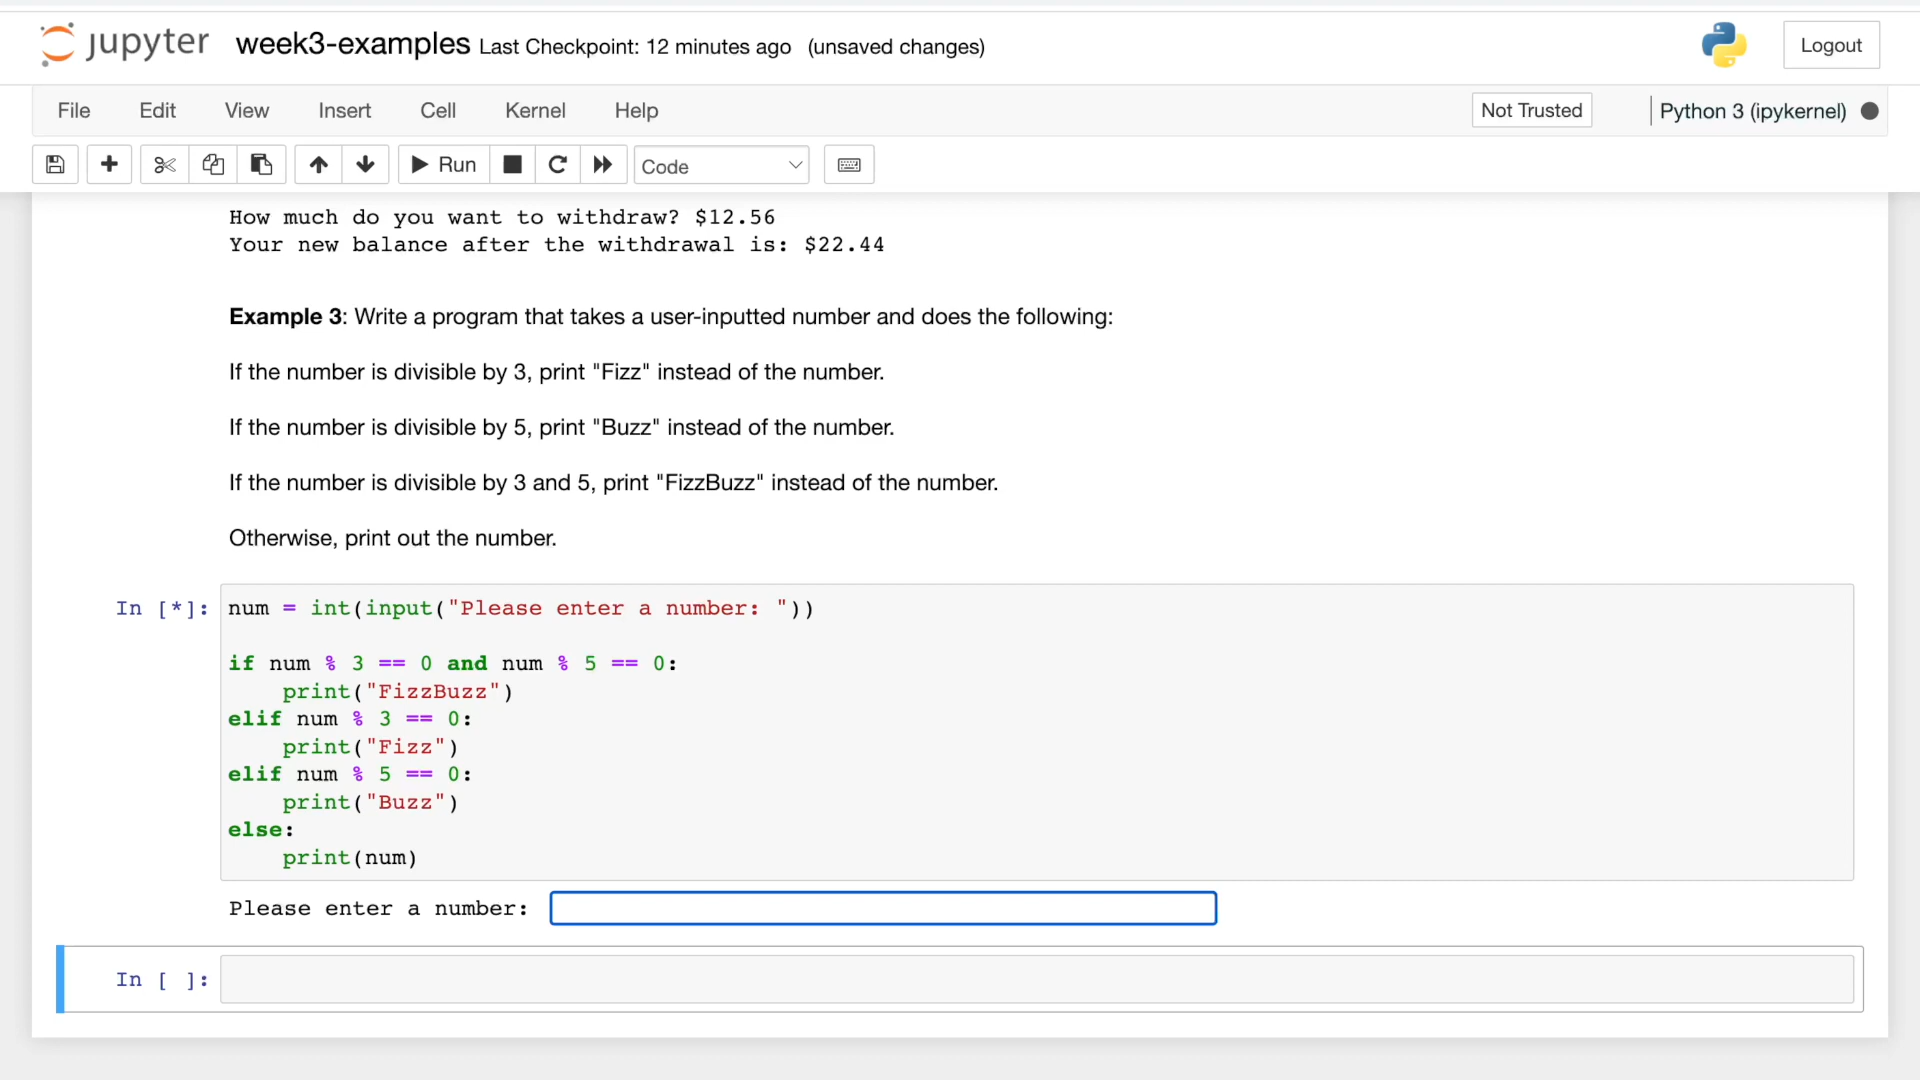 jupyter week3-examples Last Checkpoint: 12 minutes ago (unsaved changes) Logout
File Edit View Insert Cell Kernel Help Not Trusted Python 3 (ipykernel)
Run Code
How much do you want to withdraw? $12.56
Your new balance after the withdrawal is: $22.44
Example 3: Write a program that takes a user-inputted number and does the following:
If the number is divisible by 3, print "Fizz" instead of the number.
If the number is divisible by 5, print "Buzz" instead of the number.
If the number is divisible by 3 and 5, print "FizzBuzz" instead of the number.
Otherwise, print out the number.
In [*]: num = int(input("Please enter a number: "))
if num % 3 == 0 and num % 5 == 0:
    print("FizzBuzz")
elif num % 3 == 0:
    print("Fizz")
elif num % 5 == 0:
    print("Buzz")
else:
    print(num)
Please enter a number:
In [ ]: